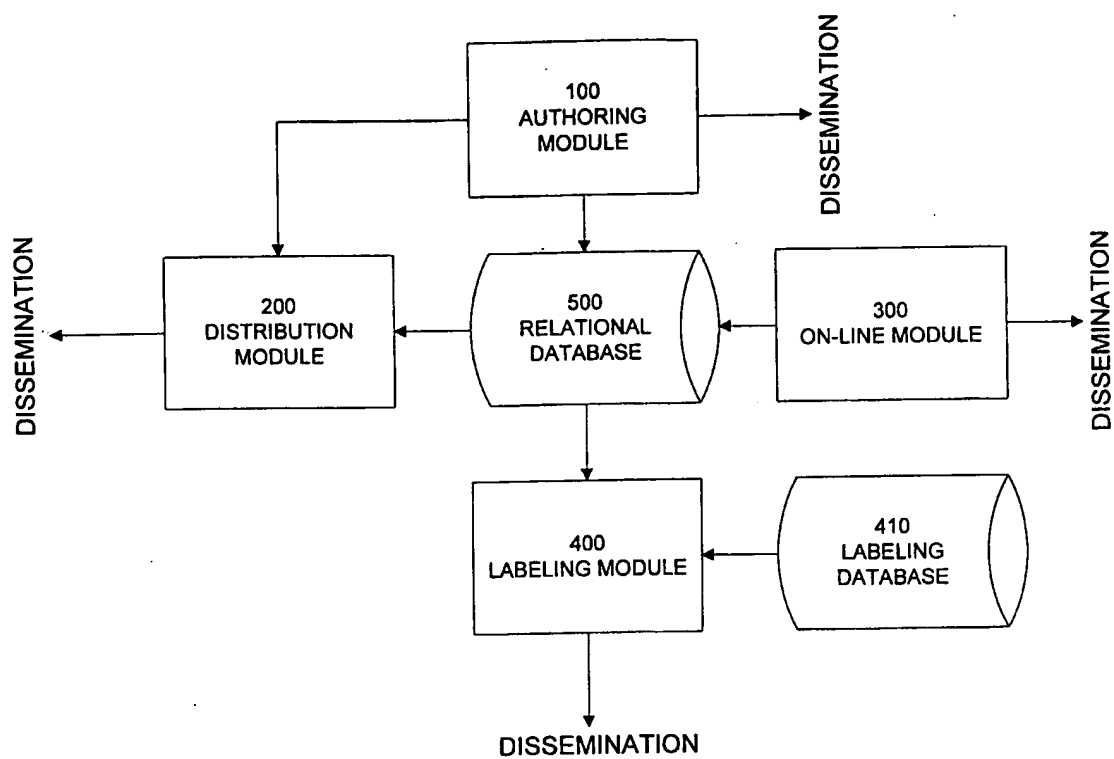 100
AUTHORING
MODULE
DISSEMINATION
DISSEMINATION
200
DISTRIBUTION
MODULE
500
RELATIONAL
DATABASE
300
ON-LINE MODULE
DISSEMINATION
400
LABELING MODULE
410
LABELING
DATABASE
DISSEMINATION